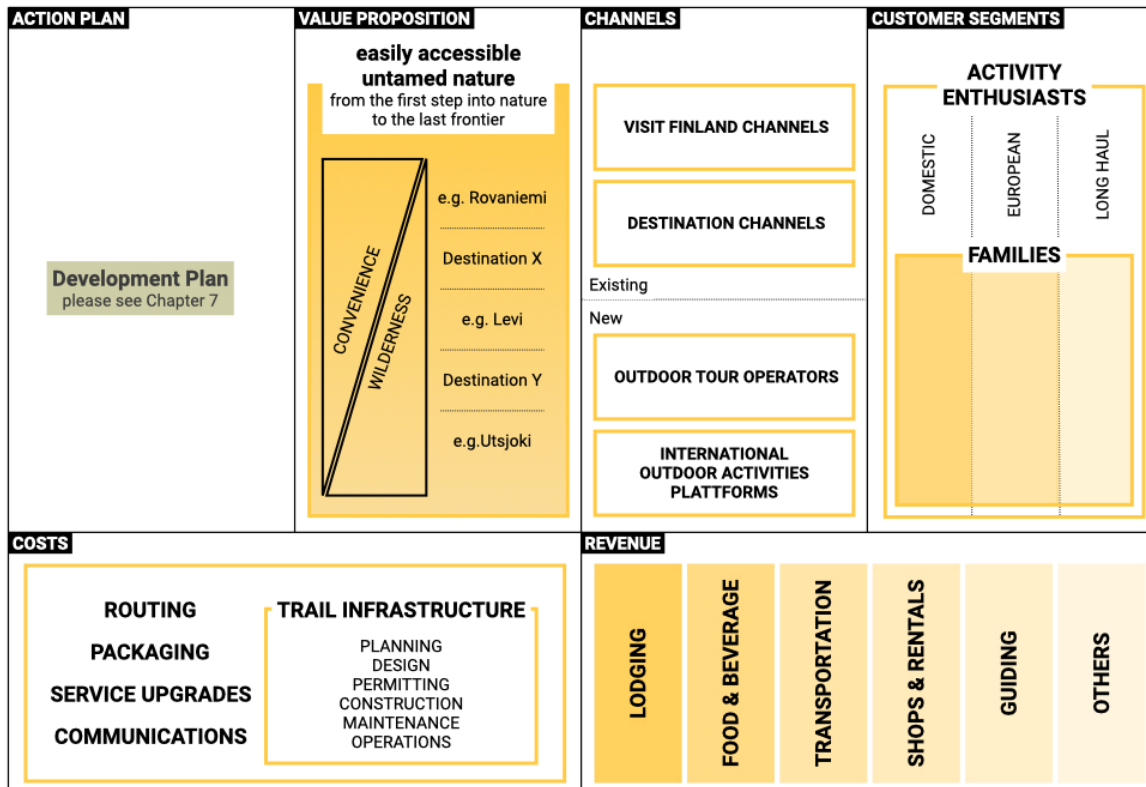 ACTION PLAN
Development Plan
please see Chapter 7
VALUE PROPOSITION
easily accessible
untamed nature
from the first step into nature
to the last frontier
CONVENIENCE
WILDERNESS
e.g. Rovaniemi
Destination X
e.g. Levi
Destination Y
e.g.Utsjoki
CHANNELS
VISIT FINLAND CHANNELS
DESTINATION CHANNELS
Existing
New
OUTDOOR TOUR OPERATORS
INTERNATIONAL
OUTDOOR ACTIVITIES
PLATTFORMS
CUSTOMER SEGMENTS
ACTIVITY
ENTHUSIASTS
DOMESTIC
EUROPEAN
LONG HAUL
FAMILIES
COSTS
ROUTING
PACKAGING
SERVICE UPGRADES
COMMUNICATIONS
TRAIL INFRASTRUCTURE
PLANNING
DESIGN
PERMITTING
CONSTRUCTION
MAINTENANCE
OPERATIONS
REVENUE
LODGING
FOOD & BEVERAGE
TRANSPORTATION
SHOPS & RENTALS
GUIDING
OTHERS